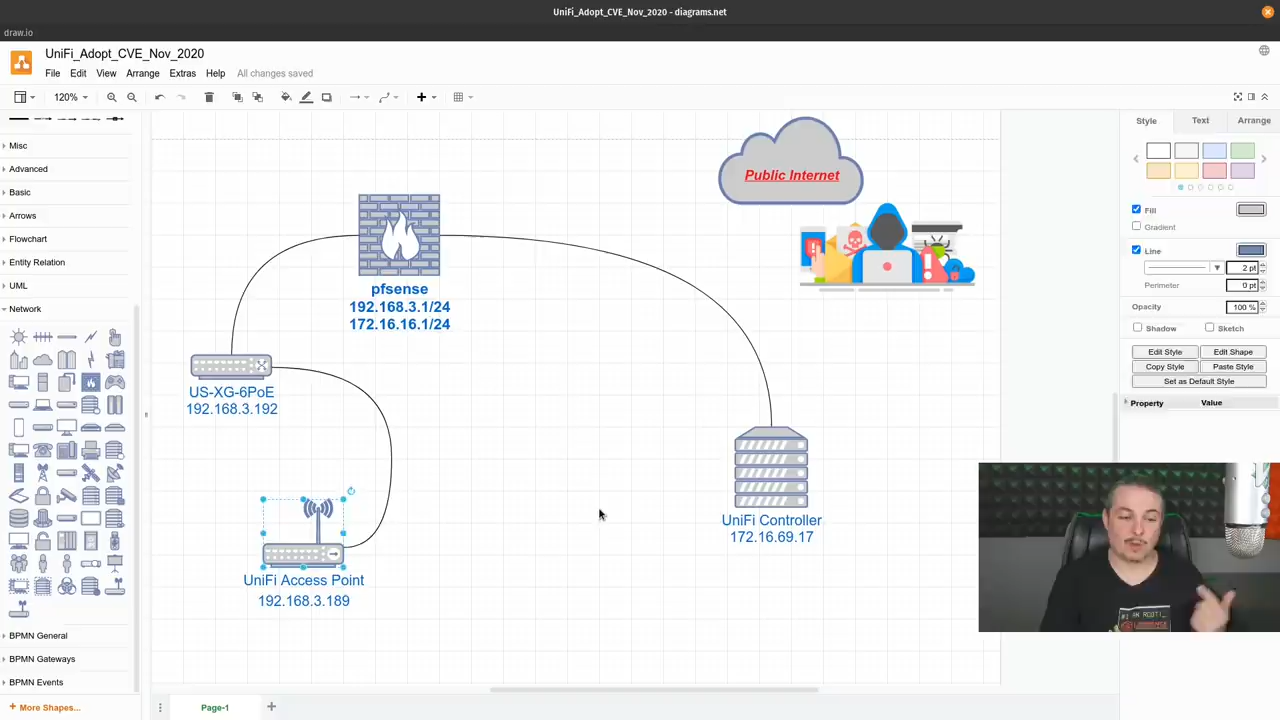 UniFi_Adopt_CVE_Nov_2020 - diagrams.net
draw.io
UniFi_Adopt_CVE_Nov_2020
File Edit View Arrange Extras Help All changes saved
120%
Misc
Advanced
Basic
Arrows
Flowchart
Entity Relation
UML
Network
BPMN General
BPMN Gateways
BPMN Events
More Shapes...
Public Internet
pfsense
192.168.3.1/24
172.16.16.1/24
US-XG-6PoE
192.168.3.192
UniFi Access Point
192.168.3.189
UniFi Controller
172.16.69.17
Style Text Arrange
Fill
Gradient
Line
2 pt
Perimeter 0 pt
Opacity 100 %
Shadow Sketch
Edit Style Edit Shape
Copy Style Paste Style
Set as Default Style
Property Value
Page-1